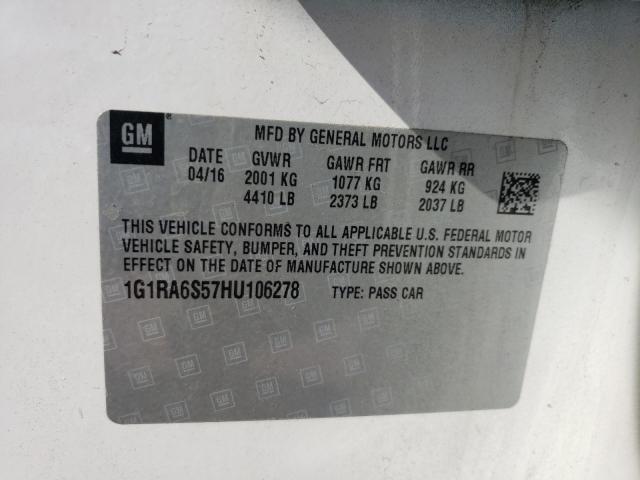 GM ®
MFD BY GENERAL MOTORS LLC
DATE GVWR GAWR FRT GAWR RR
04/16 2001 KG 1077 KG 924 KG
4410 LB 2373 LB 2037 LB
THIS VEHICLE CONFORMS TO ALL APPLICABLE U.S. FEDERAL MOTOR
VEHICLE SAFETY, BUMPER, AND THEFT PREVENTION STANDARDS IN
EFFECT ON THE DATE OF MANUFACTURE SHOWN ABOVE.
1G1RA6S57HU106278 TYPE: PASS CAR